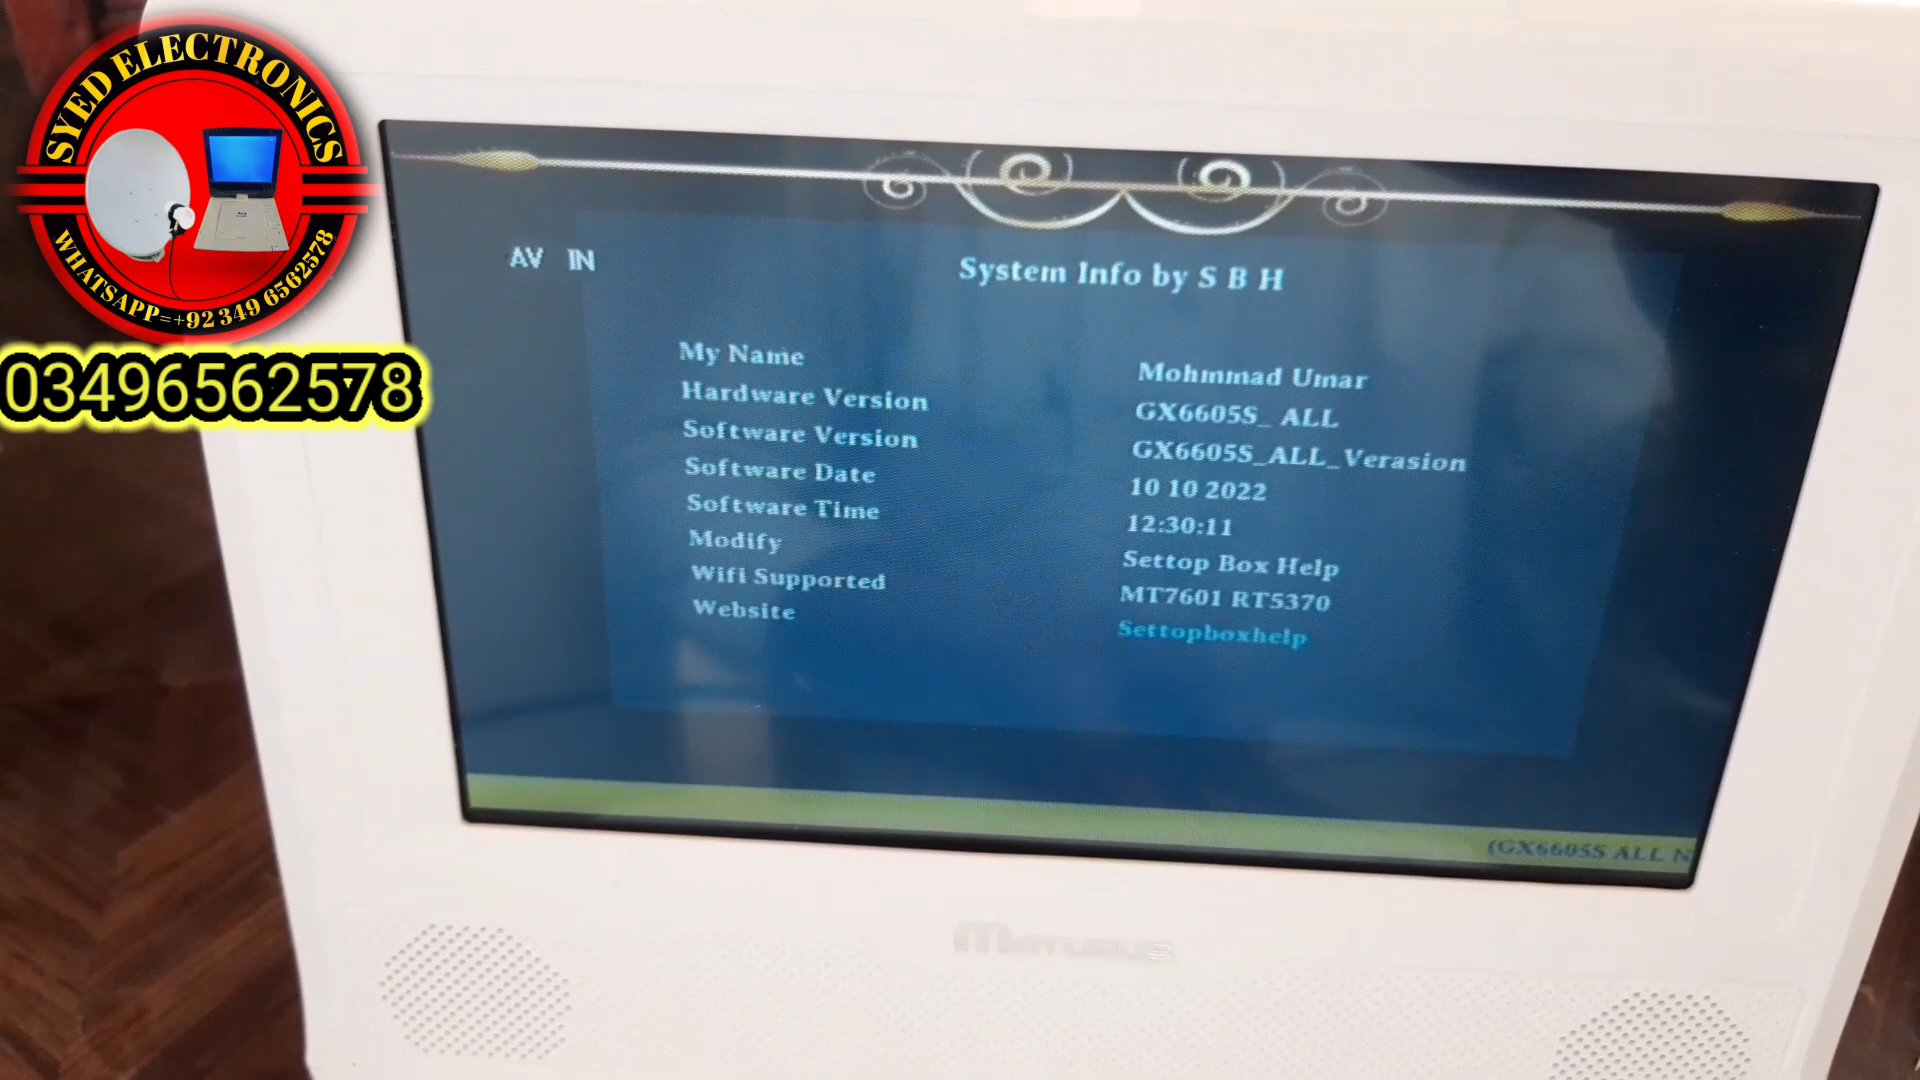 SYED ELECTRONICS
WHATSAPP=+92 349 6562578
03496562578
AV IN
System Info by S B H
My Name Mohmmad Umar
Hardware Version GX6605S_ ALL
Software Version GX6605S_ALL_Verasion
Software Date 10 10 2022
Software Time 12:30:11
Modify Settop Box Help
Wifi Supported MT7601 RT5370
Website Settopboxhelp
(GX6605S ALL N